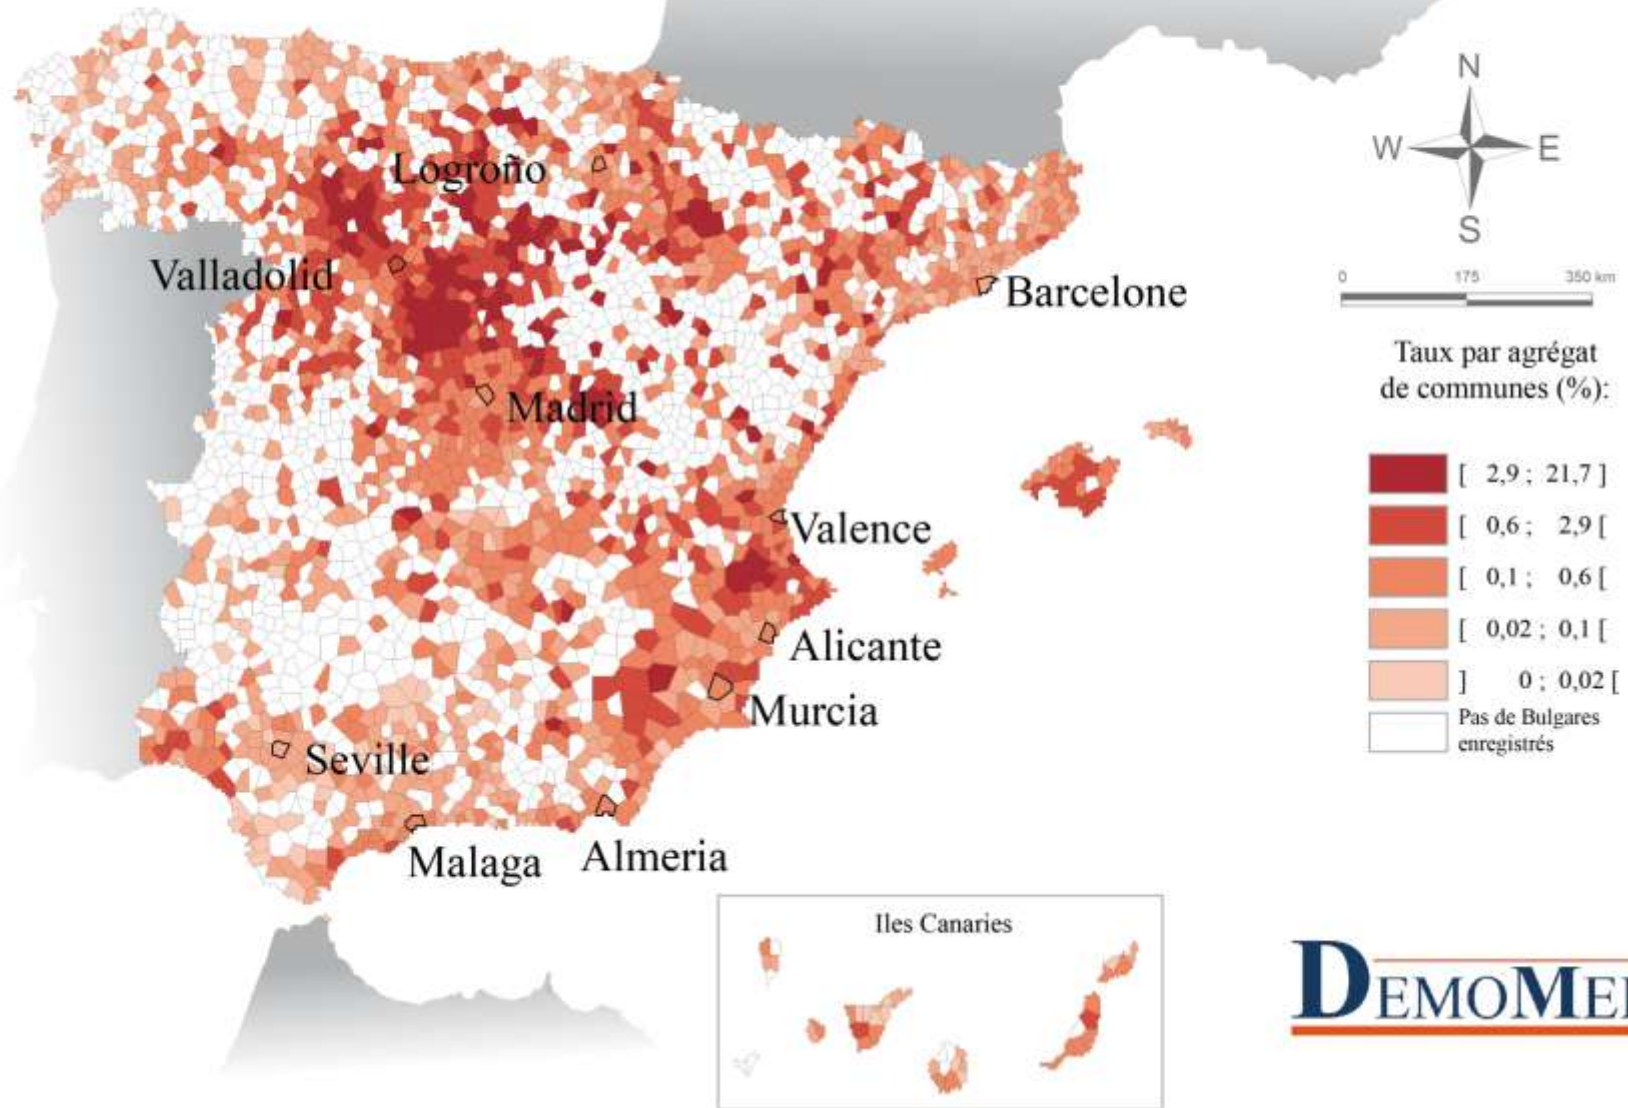 N
W E
S
0 175 350 km
Logroño
Valladolid
Barcelone
Madrid
Valence
Alicante
Murcia
Seville
Malaga
Almeria
Taux par agrégat
de communes (%):
[ 2,9 ; 21,7 ]
[ 0,6 ; 2,9 [
[ 0,1 ; 0,6 [
[ 0,02 ; 0,1 [
] 0 ; 0,02 [
Pas de Bulgares
enregistrés
Iles Canaries